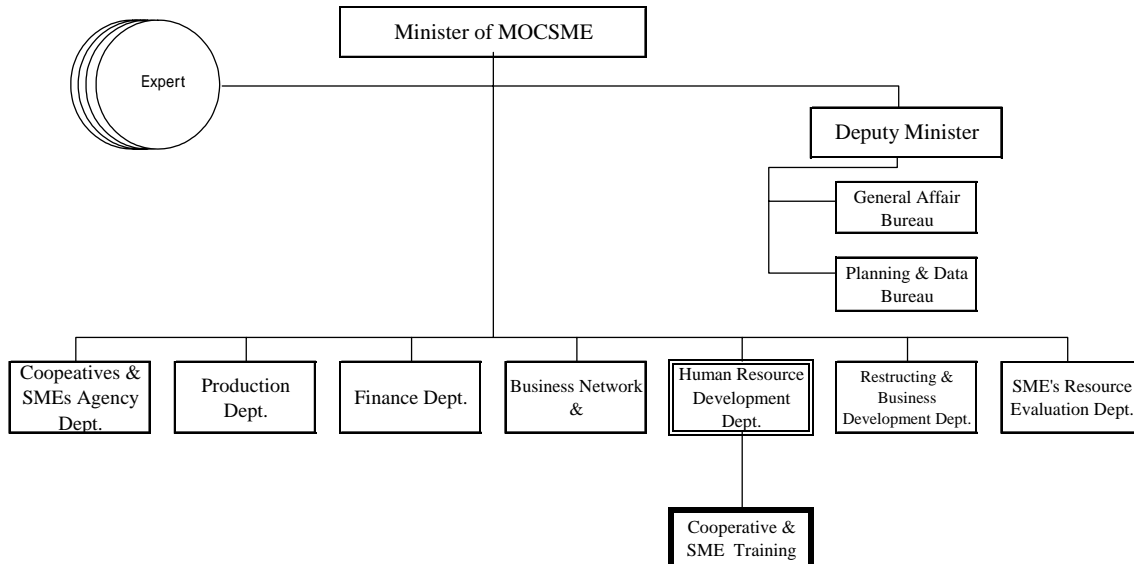 Minister of MOCSME
Expert
Deputy Minister
General Affair
Bureau
Planning & Data
Bureau
Coopeatives &
SMEs Agency
Dept.
Production
Dept.
Finance Dept.
Business Network
&
Human Resource
Development
Dept.
Restructing &
Business
Development Dept.
SME's Resource
Evaluation Dept.
Cooperative &
SME Training